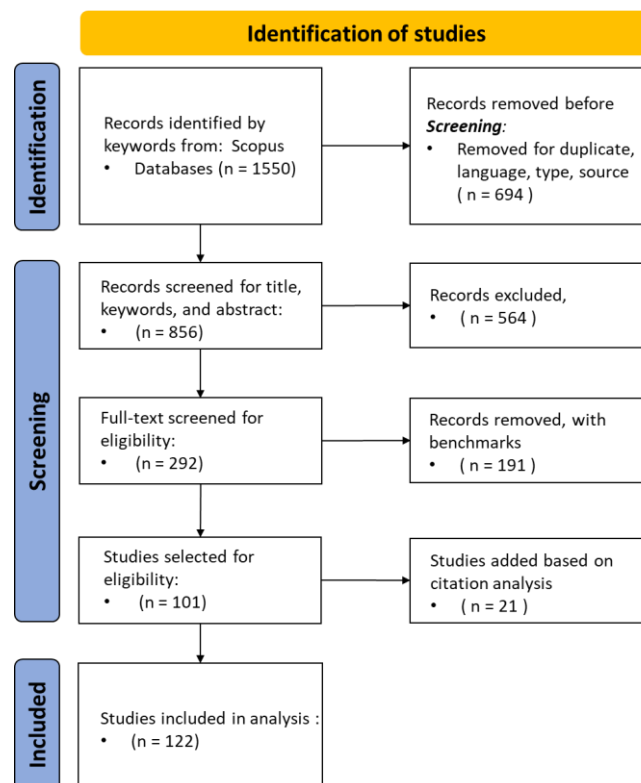 Identification of studies
Identification
Records identified by
keywords from: Scopus
• Databases (n = 1550)
Records removed before
Screening:
• Removed for duplicate,
language, type, source
( n = 694 )
Screening
Records screened for title,
keywords, and abstract:
• (n = 856)
Records excluded,
• ( n = 564 )
Full-text screened for
eligibility:
• (n = 292)
Records removed, with
benchmarks
• ( n = 191 )
Studies selected for
eligibility:
• (n = 101)
Studies added based on
citation analysis
• ( n = 21 )
Included
Studies included in analysis :
• (n = 122)